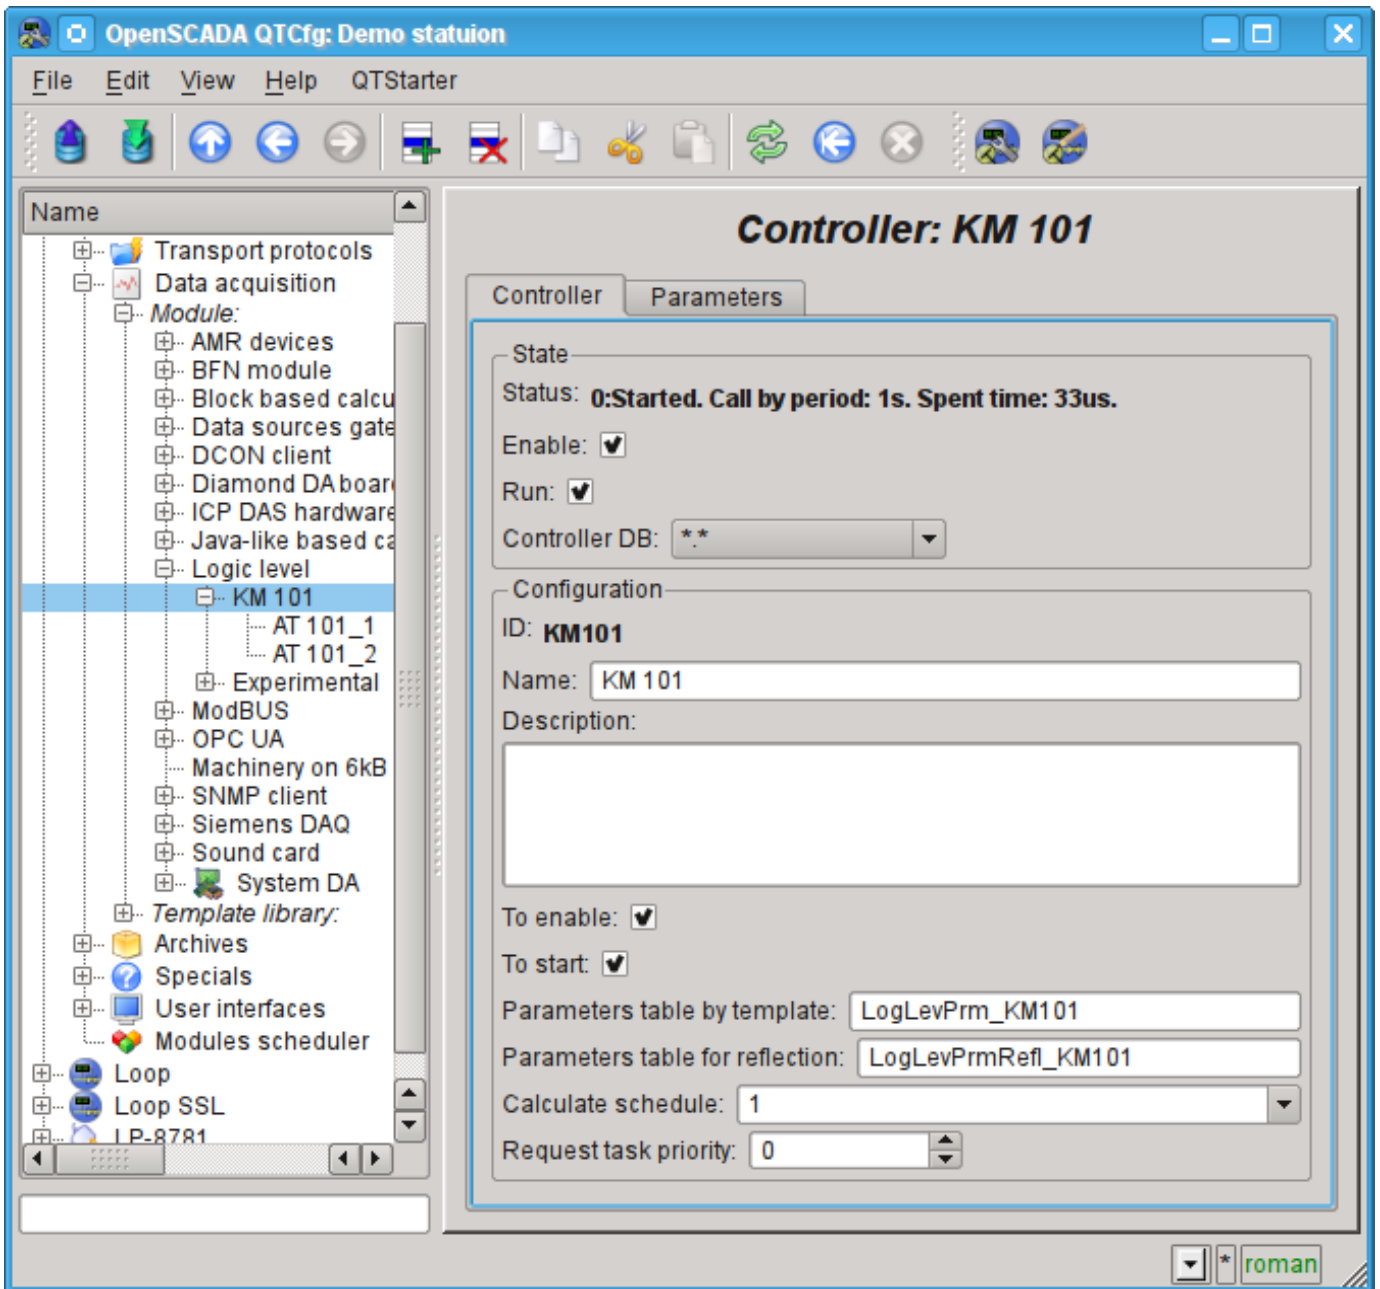 OpenSCADA QTCfg: Demo statuion
File Edit View Help QTStarter
Name
Transport protocols
Data acquisition
Module:
AMR devices
BFN module
Block based calcu
Data sources gate
DCON client
Diamond DA boar
ICP DAS hardware
Java-like based ca
Logic level
KM 101
AT 101_1
AT 101_2
Experimental
ModBUS
OPC UA
Machinery on 6kB
SNMP client
Siemens DAQ
Sound card
System DA
Template library:
Archives
Specials
User interfaces
Modules scheduler
Loop
Loop SSL
LP-8781
Controller: KM 101
Controller Parameters
State
Status: 0:Started. Call by period: 1s. Spent time: 33us.
Enable:
Run:
Controller DB: *.*
Configuration
ID: KM101
Name: KM 101
Description:
To enable:
To start:
Parameters table by template: LogLevPrm_KM101
Parameters table for reflection: LogLevPrmRefl_KM101
Calculate schedule: 1
Request task priority: 0
* roman